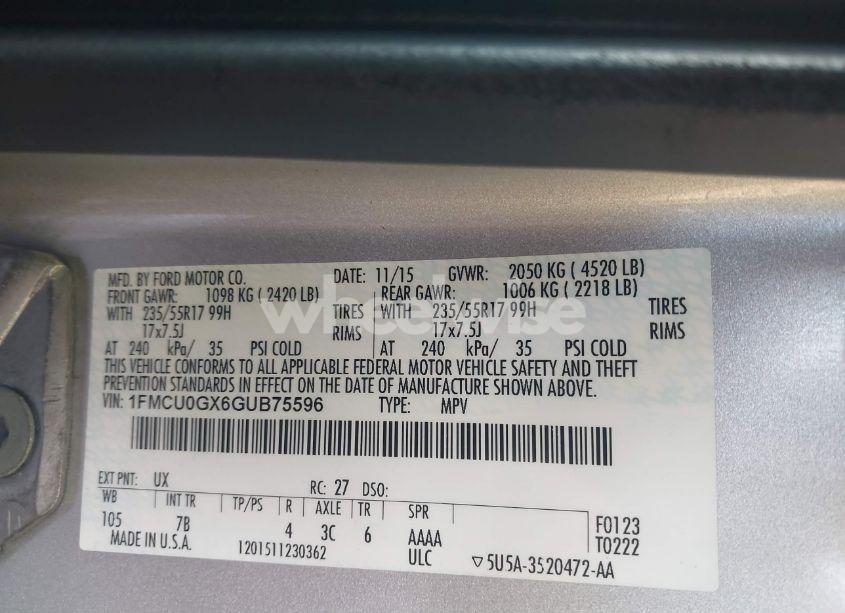 MFD. BY FORD MOTOR CO. DATE: 11/15 GVWR: 2050 KG ( 4520 LB)
FRONT GAWR: 1098 KG ( 2420 LB) REAR GAWR: 1006 KG ( 2218 LB)
WITH 235/55R17 99H TIRES WITH 235/55R17 99H TIRES
17x7.5J RIMS 17x7.5J RIMS
AT 240 kPa/ 35 PSI COLD AT 240 kPa/ 35 PSI COLD
THIS VEHICLE CONFORMS TO ALL APPLICABLE FEDERAL MOTOR VEHICLE SAFETY AND THEFT
PREVENTION STANDARDS IN EFFECT ON THE DATE OF MANUFACTURE SHOWN ABOVE.
VIN: 1FMCU0GX6GUB75596 TYPE: MPV
EXT PNT: UX RC: 27 DSO:
WB INT TR TP/PS R AXLE TR SPR
105 7B 4 3C 6 AAAA F0123
MADE IN U.S.A. 1201511230362 ULC T0222
▽5U5A-3520472-AA
wheelwise